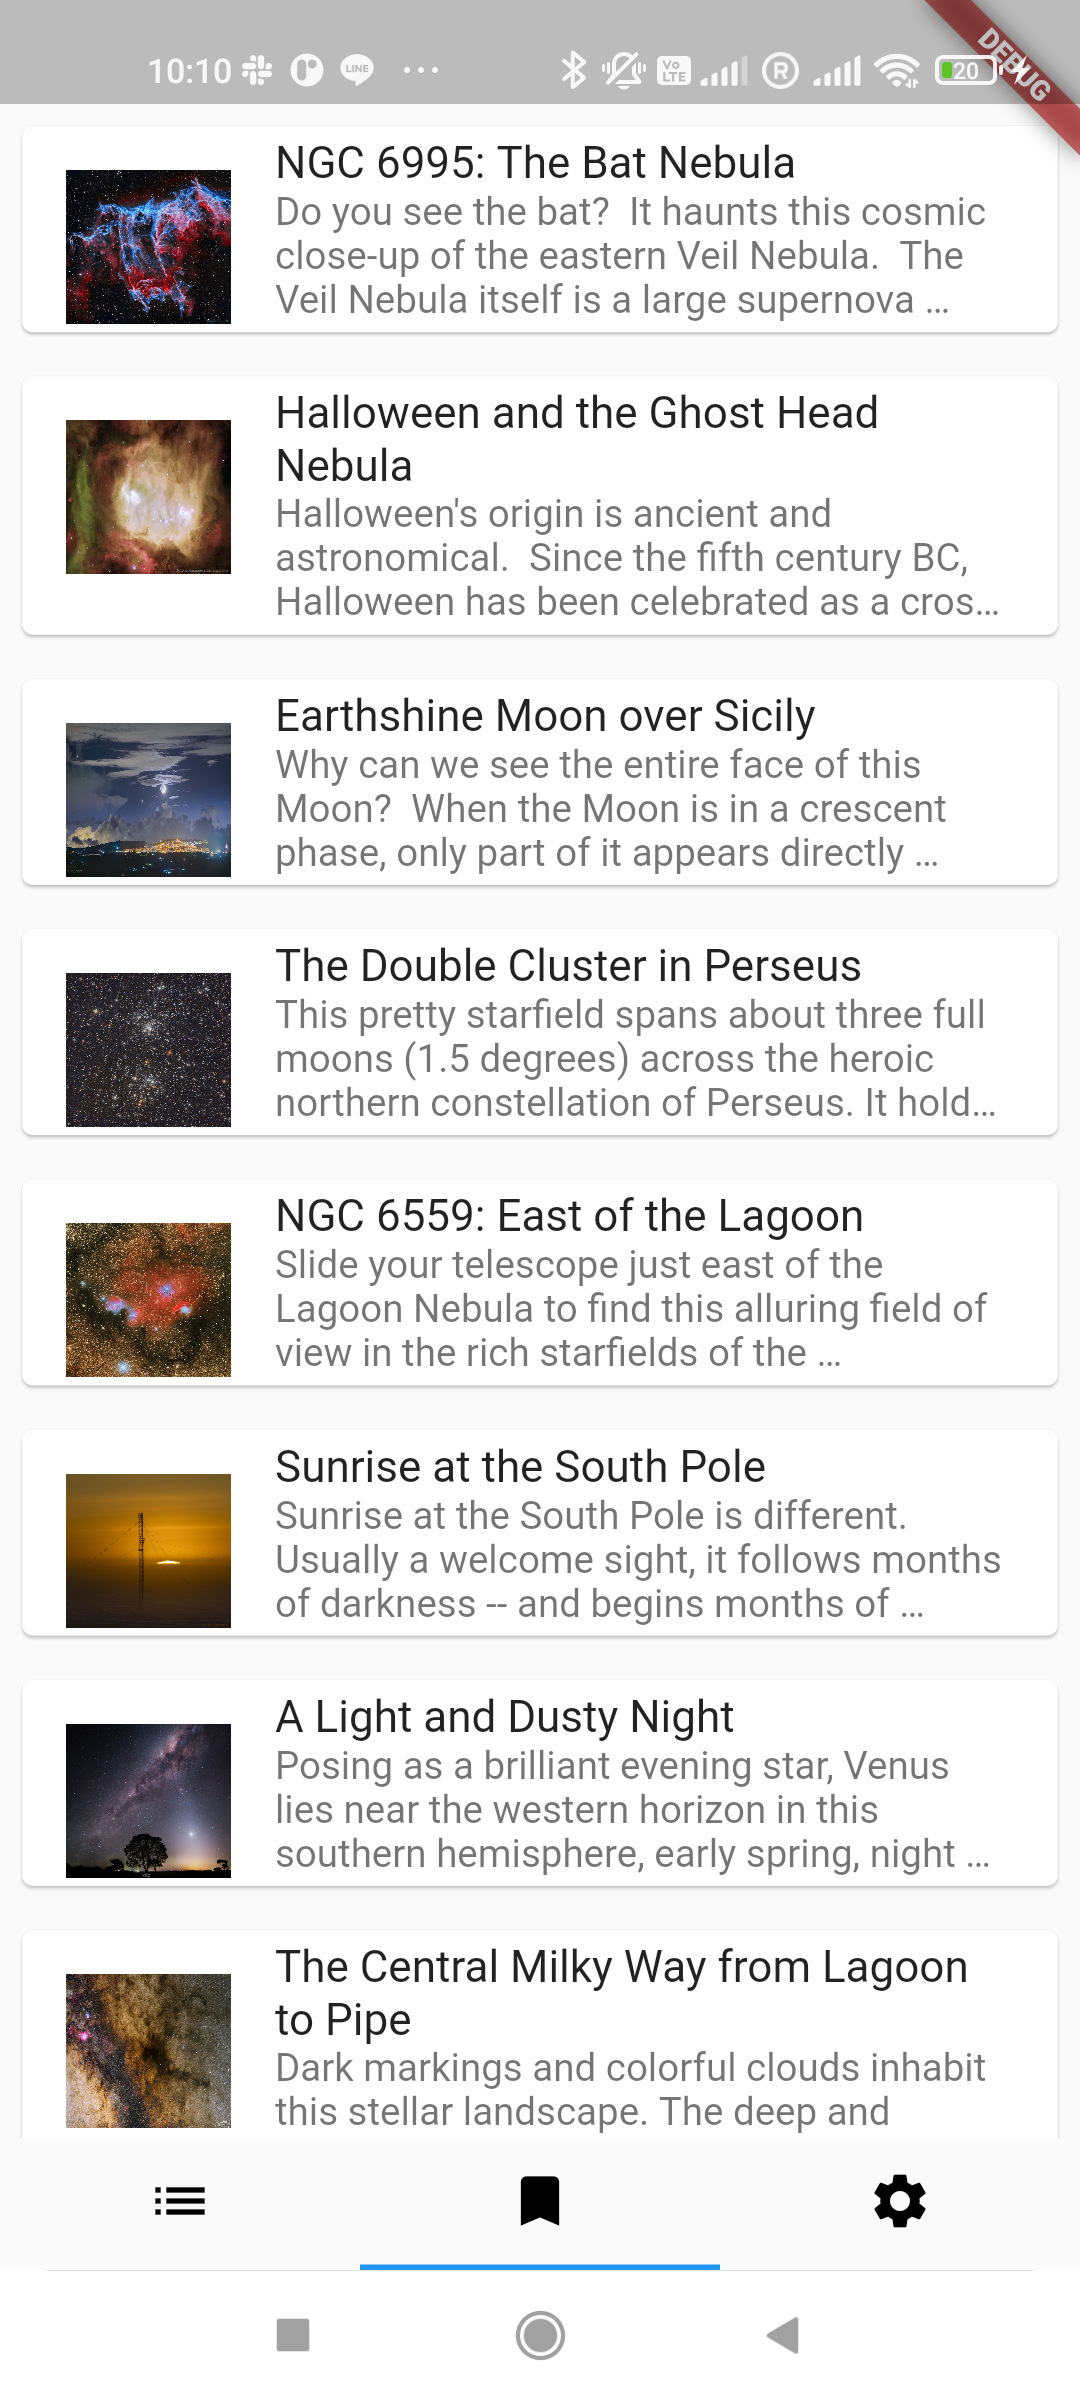 10:10
LINE
Vo
LTE
R
20
DEBUG
NGC 6995: The Bat Nebula
Do you see the bat?  It haunts this cosmic
close-up of the eastern Veil Nebula.  The
Veil Nebula itself is a large supernova …
Halloween and the Ghost Head
Nebula
Halloween's origin is ancient and
astronomical.  Since the fifth century BC,
Halloween has been celebrated as a cros…
Earthshine Moon over Sicily
Why can we see the entire face of this
Moon?  When the Moon is in a crescent
phase, only part of it appears directly …
The Double Cluster in Perseus
This pretty starfield spans about three full
moons (1.5 degrees) across the heroic
northern constellation of Perseus. It hold…
NGC 6559: East of the Lagoon
Slide your telescope just east of the
Lagoon Nebula to find this alluring field of
view in the rich starfields of the …
Sunrise at the South Pole
Sunrise at the South Pole is different.
Usually a welcome sight, it follows months
of darkness -- and begins months of …
A Light and Dusty Night
Posing as a brilliant evening star, Venus
lies near the western horizon in this
southern hemisphere, early spring, night …
The Central Milky Way from Lagoon
to Pipe
Dark markings and colorful clouds inhabit
this stellar landscape. The deep and